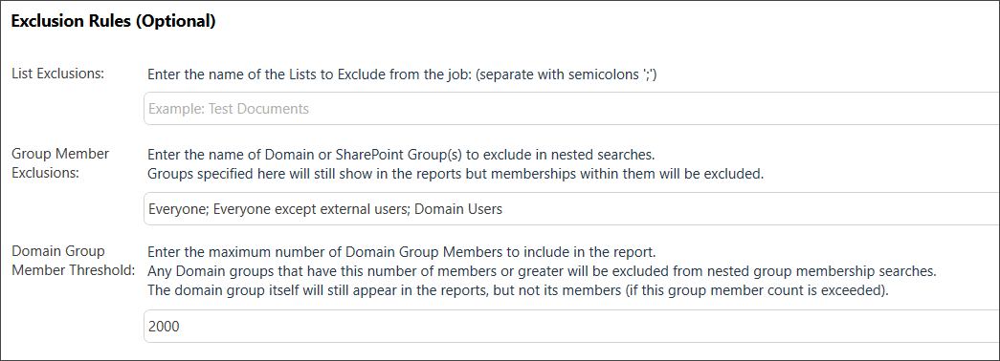 Exclusion Rules (Optional)
List Exclusions:
Enter the name of the Lists to Exclude from the job: (separate with semicolons ';')
Example: Test Documents
Group Member
Exclusions:
Enter the name of Domain or SharePoint Group(s) to exclude in nested searches.
Groups specified here will still show in the reports but memberships within them will be excluded.
Everyone; Everyone except external users; Domain Users
Domain Group
Member Threshold:
Enter the maximum number of Domain Group Members to include in the report.
Any Domain groups that have this number of members or greater will be excluded from nested group membership searches.
The domain group itself will still appear in the reports, but not its members (if this group member count is exceeded).
2000